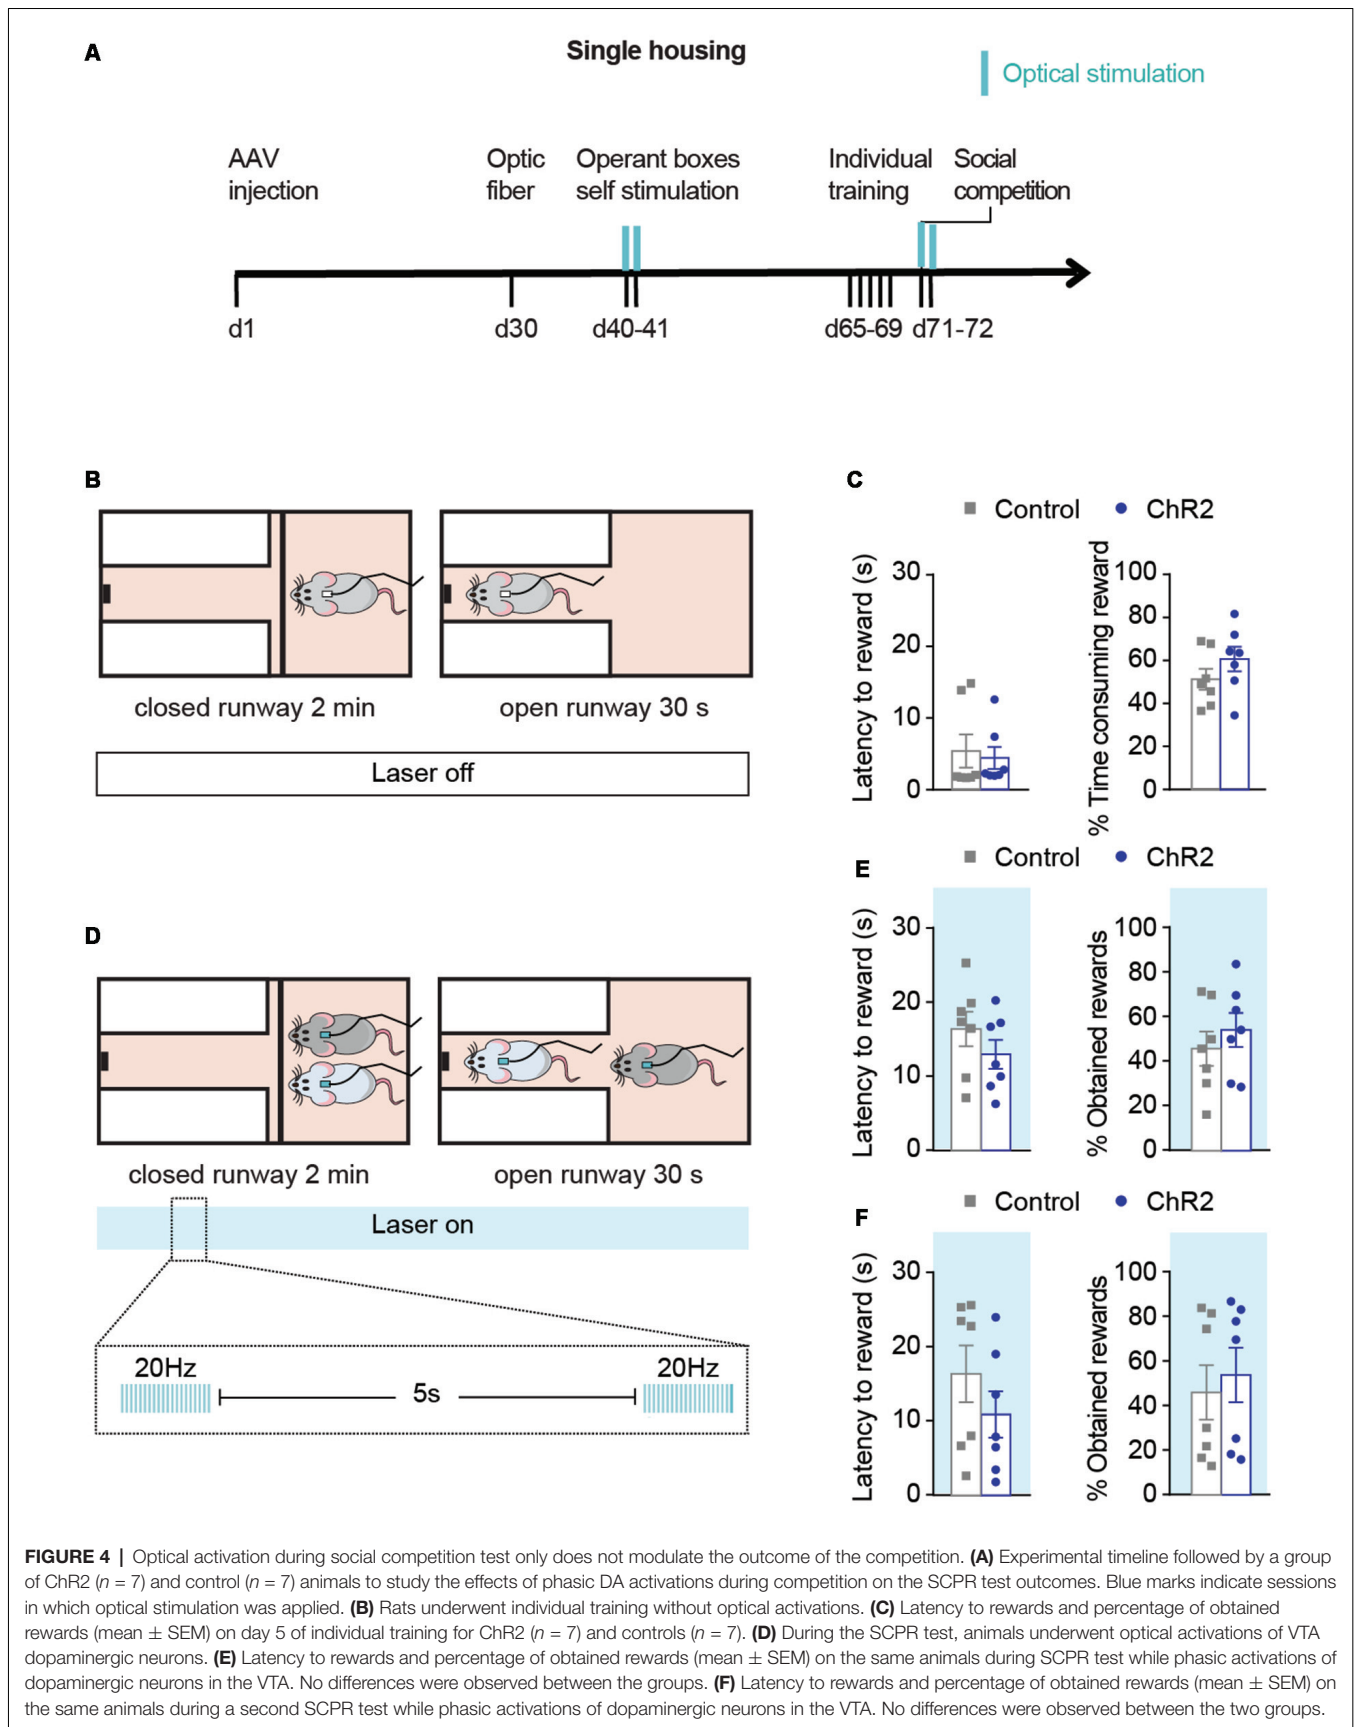 A
Single housing
Optical stimulation
AAV injection
Optic fiber
Operant boxes self stimulation
Individual training
Social competition
d1
d30
d40-41
d65-69
d71-72
B
closed runway 2 min
open runway 30 s
Laser off
C
Control
ChR2
Latency to reward (s)
30
20
10
0
% Time consuming reward
100
80
60
40
20
0
D
closed runway 2 min
open runway 30 s
Laser on
20Hz
5s
20Hz
E
Control
ChR2
Latency to reward (s)
30
20
10
0
% Obtained rewards
100
80
60
40
20
0
F
Control
ChR2
Latency to reward (s)
30
20
10
0
% Obtained rewards
100
80
60
40
20
0
FIGURE 4 | Optical activation during social competition test only does not modulate the outcome of the competition. (A) Experimental timeline followed by a group
of ChR2 (n = 7) and control (n = 7) animals to study the effects of phasic DA activations during competition on the SCPR test outcomes. Blue marks indicate sessions
in which optical stimulation was applied. (B) Rats underwent individual training without optical activations. (C) Latency to rewards and percentage of obtained
rewards (mean ± SEM) on day 5 of individual training for ChR2 (n = 7) and controls (n = 7). (D) During the SCPR test, animals underwent optical activations of VTA
dopaminergic neurons. (E) Latency to rewards and percentage of obtained rewards (mean ± SEM) on the same animals during SCPR test while phasic activations of
dopaminergic neurons in the VTA. No differences were observed between the groups. (F) Latency to rewards and percentage of obtained rewards (mean ± SEM) on
the same animals during a second SCPR test while phasic activations of dopaminergic neurons in the VTA. No differences were observed between the two groups.